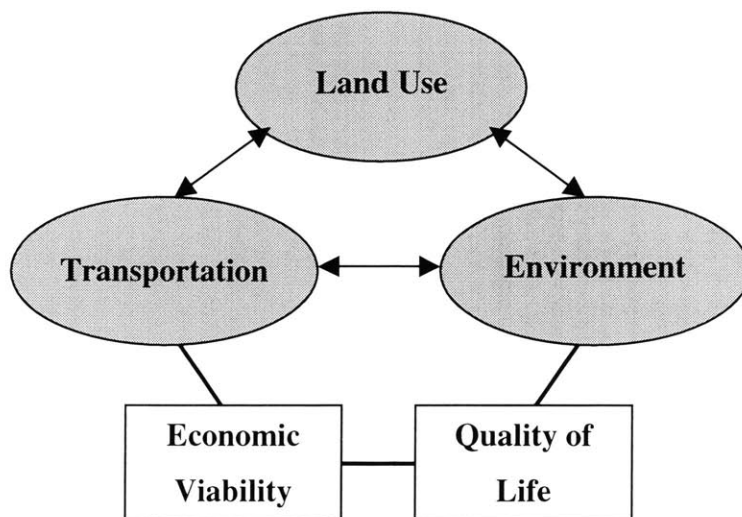 Land Use
Transportation
Environment
Economic
Viability
Quality of
Life